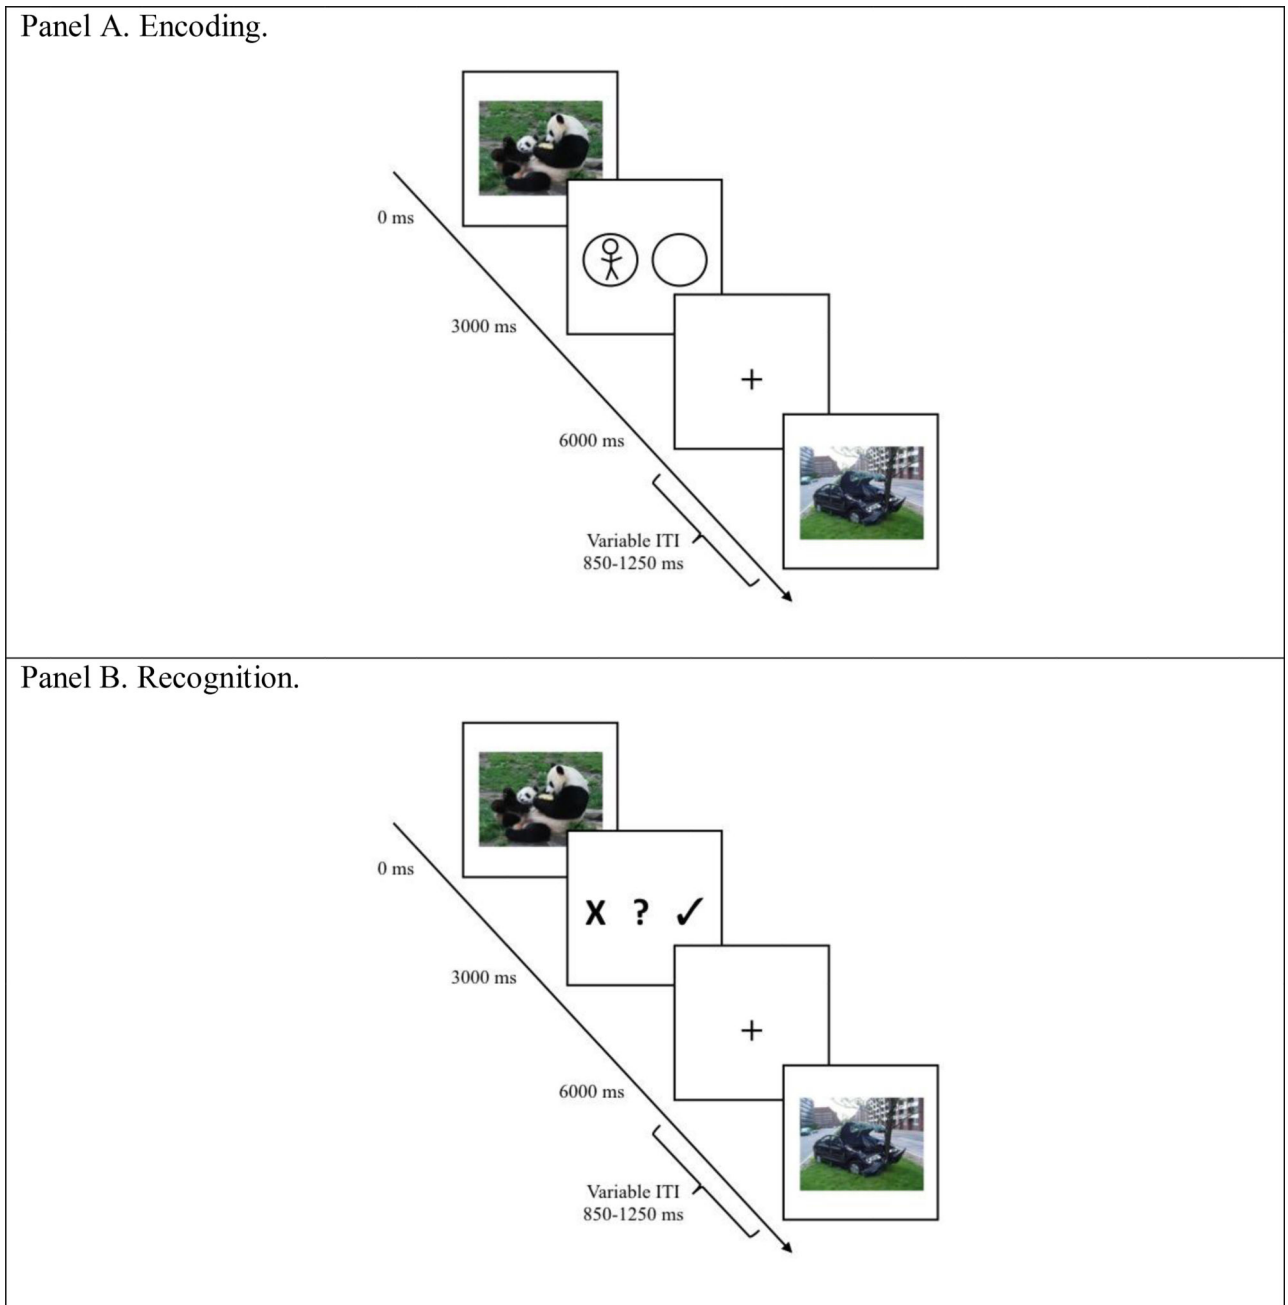 Panel A. Encoding.
0 ms
3000 ms
+
6000 ms
Variable ITI
850-1250 ms
Panel B. Recognition.
0 ms
X ? ✓
3000 ms
+
6000 ms
Variable ITI
850-1250 ms